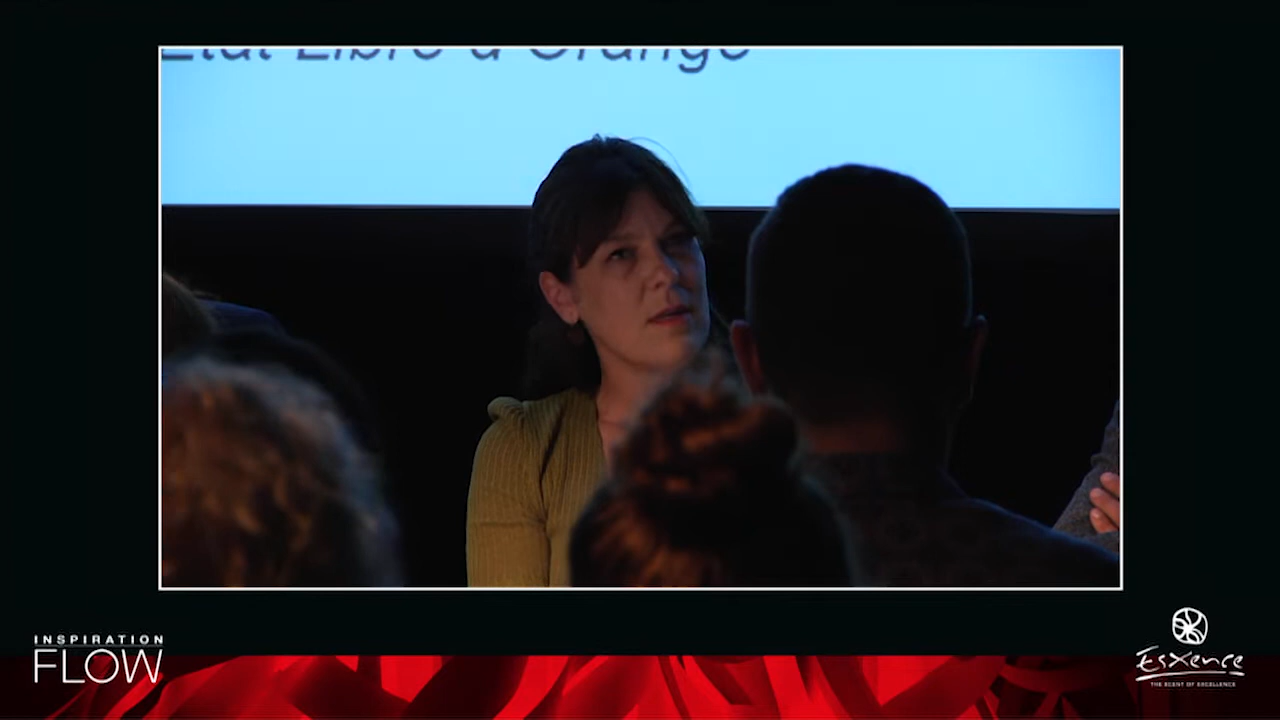 Etat Libre d'Orange
INSPIRATION
FLOW
EsXence
THE SCENT OF EXCELLENCE